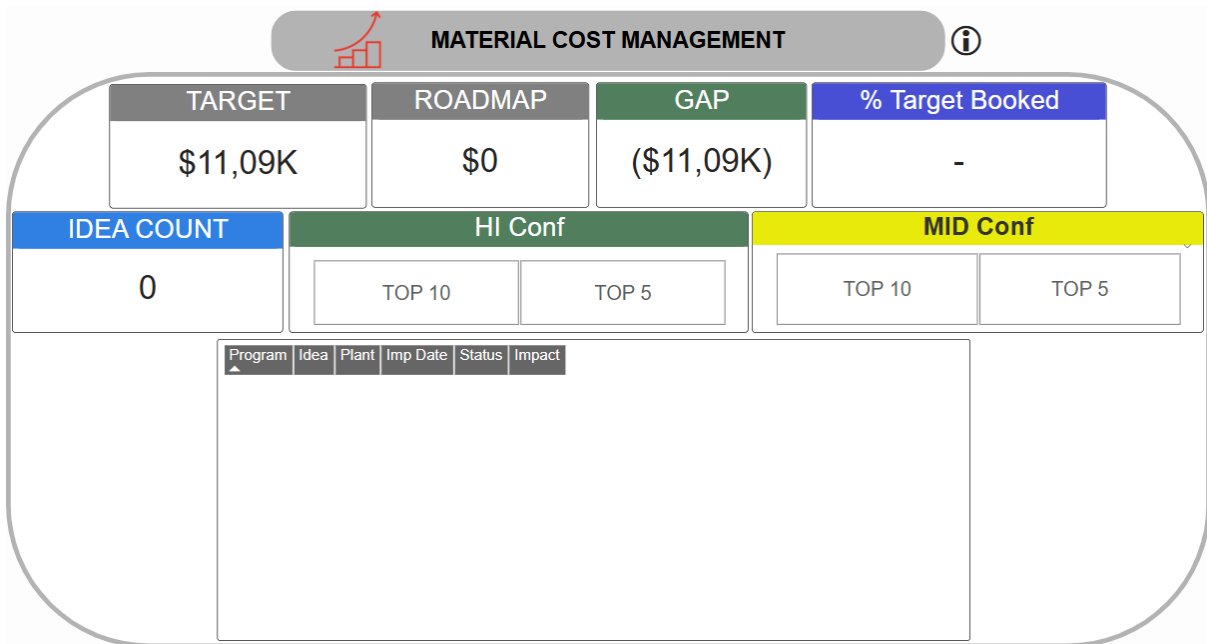 MATERIAL COST MANAGEMENT
TARGET
ROADMAP
GAP
% Target Booked
$11,09K
$0
($11,09K)
-
IDEA COUNT
HI Conf
MID Conf
0
TOP 10
TOP 5
TOP 10
TOP 5
Program Idea Plant Imp Date Status Impact